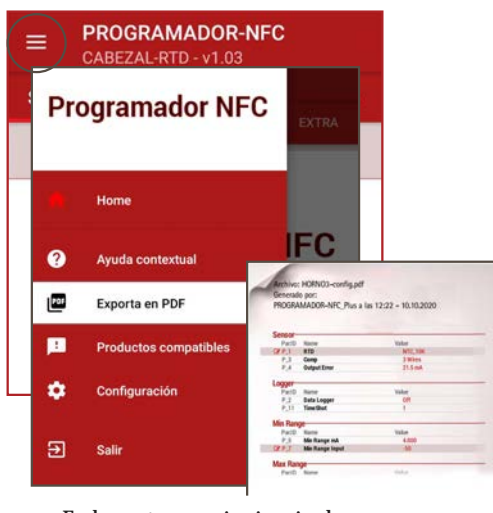 PROGRAMADOR-NFC
CABEZAL-RTD - v1.03
Programador NFC
EXTRA
NFC
Home
Ayuda contextual
PDF
Exporta en PDF
Productos compatibles
Configuración
Salir
Archivo: HORNO3-config.pdf
Generado por:
PROGRAMADOR-NFC_Plus a las 12:22 - 10.10.2020
Sensor
ParID Name Value
P_1 RTD NTC_10K
P_3 Comp 3 Wires
P_4 Output Error 21.5 mA
Logger
ParID Name Value
P_2 Data Logger Off
P_11 TimeShot 1
Min Range
ParID Name Value
Min Range mA 4.000
Min Range Input -50
Max Range
ParID Name Value